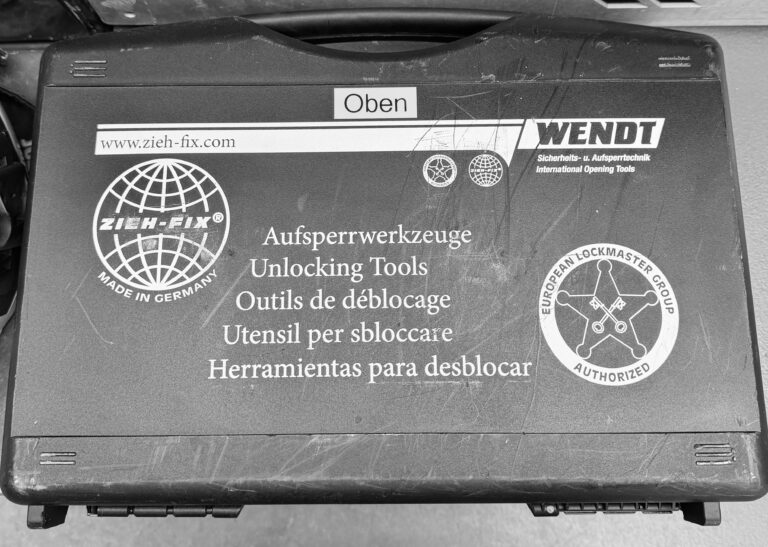 Oben
www.zieh-fix.com
WENDT
Sicherheits- u. Aufsperrtechnik
International Opening Tools
ZIEH-FIX®
MADE IN GERMANY
Aufsperrwerkzeuge
Unlocking Tools
Outils de déblocage
Utensil per sbloccare
Herramientas para desblocar
EUROPEAN LOCKMASTER GROUP
AUTHORIZED